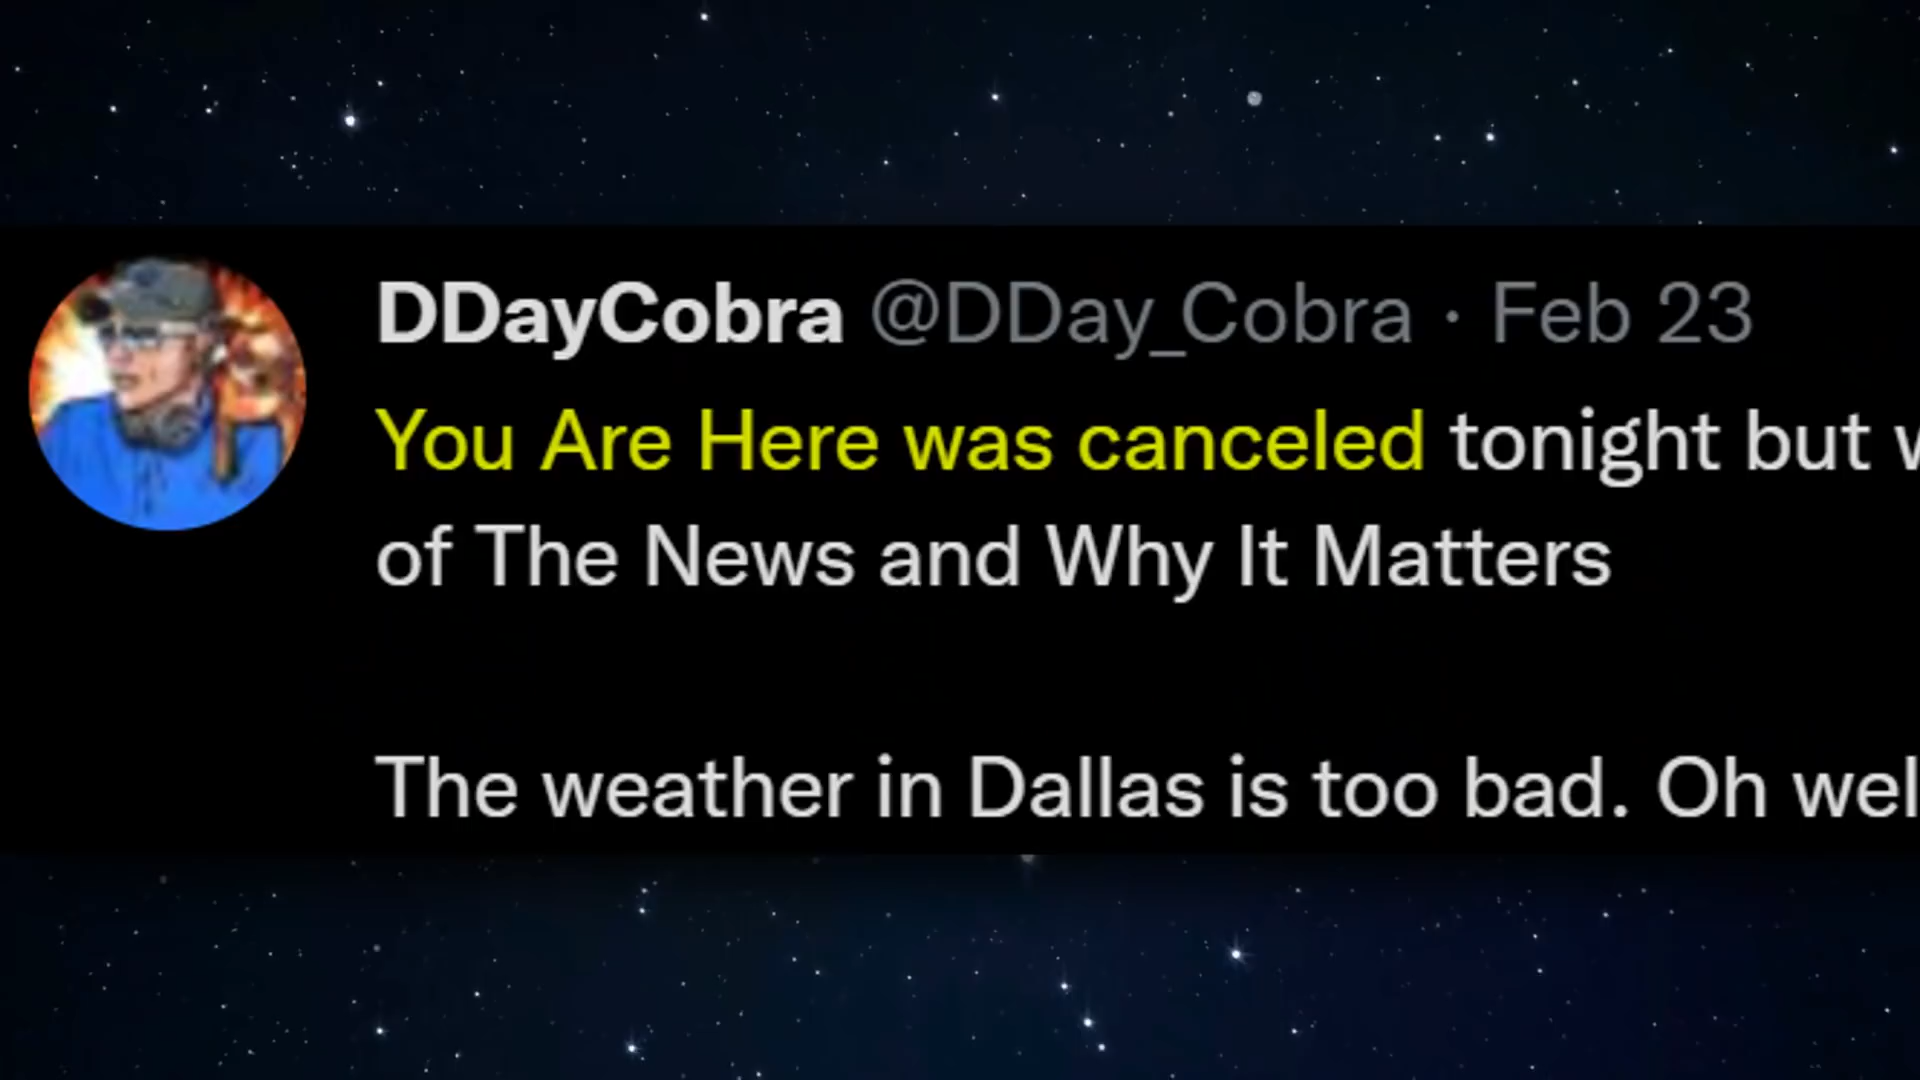 DDayCobra @DDay_Cobra · Feb 23
You Are Here was canceled tonight but
of The News and Why It Matters
The weather in Dallas is too bad. Oh